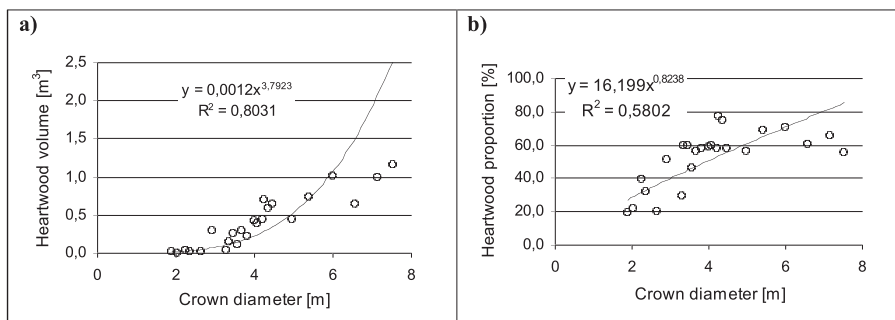 a)
Heartwood volume [m³]
2,5
2,0
1,5
1,0
0,5
0,0
y = 0,0012x^3,7923
R² = 0,8031
0 2 4 6 8
Crown diameter [m]
b)
Heartwood proportion [%]
100,0
80,0
60,0
40,0
20,0
0,0
y = 16,199x^0,8238
R² = 0,5802
0 2 4 6 8
Crown diameter [m]